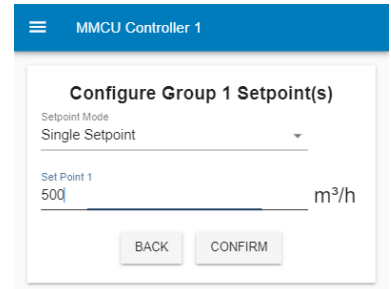 MMCU Controller 1
Configure Group 1 Setpoint(s)
Setpoint Mode
Single Setpoint
Set Point 1
500 m³/h
BACK CONFIRM